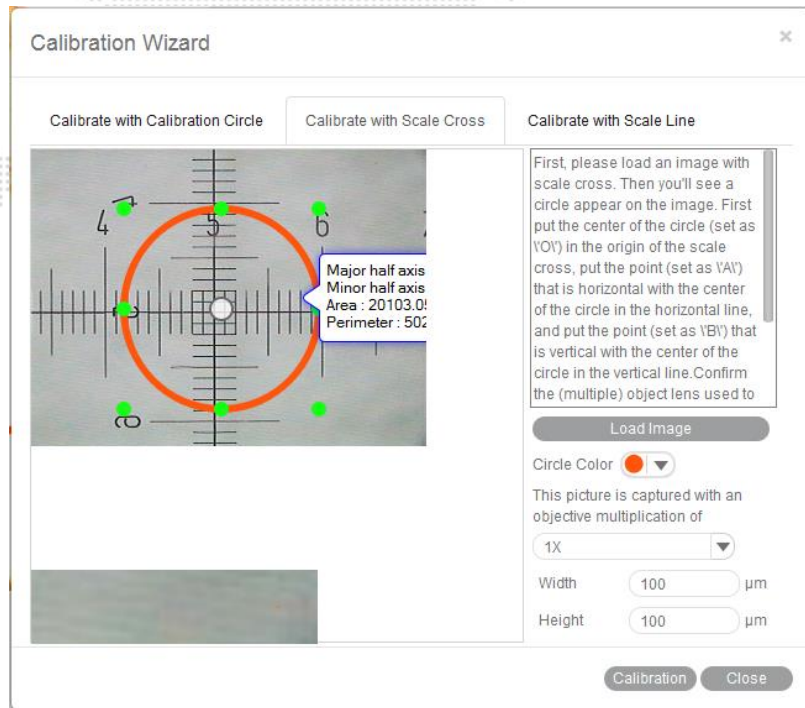 Calibration Wizard
×
Calibrate with Calibration Circle
Calibrate with Scale Cross
Calibrate with Scale Line
4
5
6
7
8
Major half axis
Minor half axis
Area : 20103.05
Perimeter : 502
First, please load an image with
scale cross. Then you'll see a
circle appear on the image. First
put the center of the circle (set as
\'O\') in the origin of the scale
cross, put the point (set as \'A\')
that is horizontal with the center
of the circle in the horizontal line,
and put the point (set as \'B\') that
is vertical with the center of the
circle in the vertical line.Confirm
the (multiple) object lens used to
Load Image
Circle Color
This picture is captured with an
objective multiplication of
1X
Width
100
μm
Height
100
μm
Calibration
Close